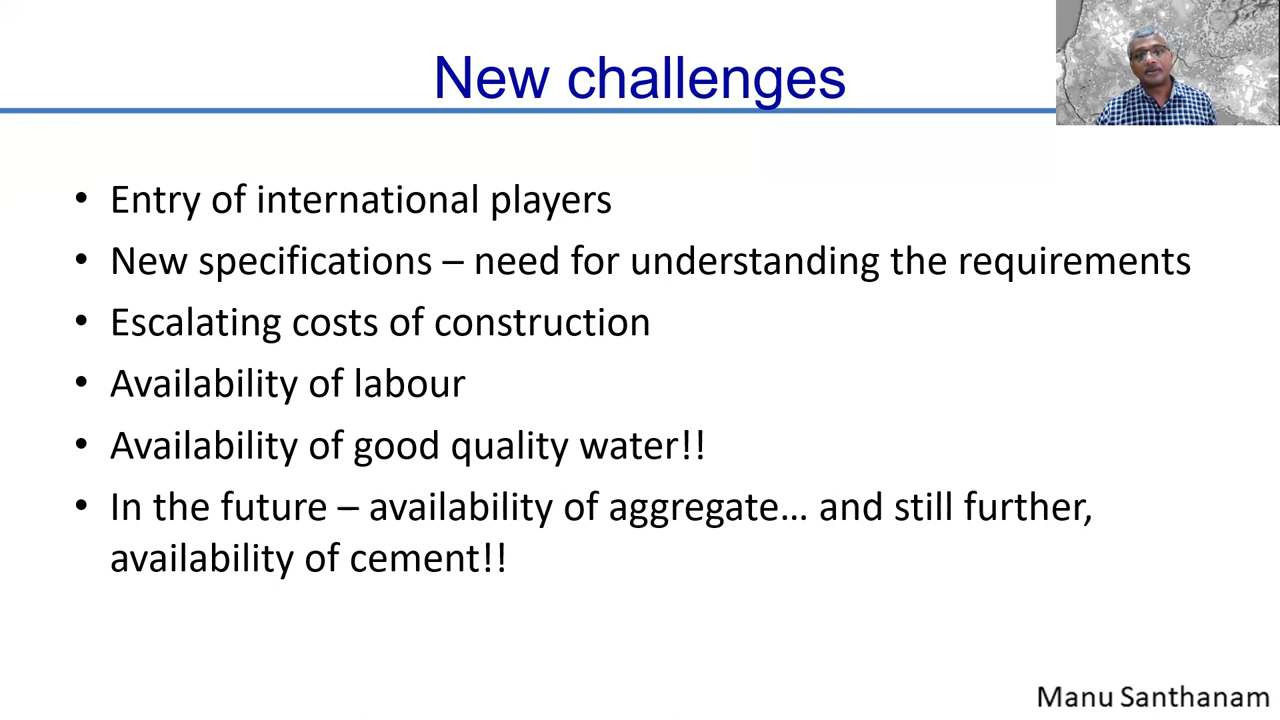 New challenges
• Entry of international players
• New specifications – need for understanding the requirements
• Escalating costs of construction
• Availability of labour
• Availability of good quality water!!
• In the future – availability of aggregate… and still further,
availability of cement!!
Manu Santhanam